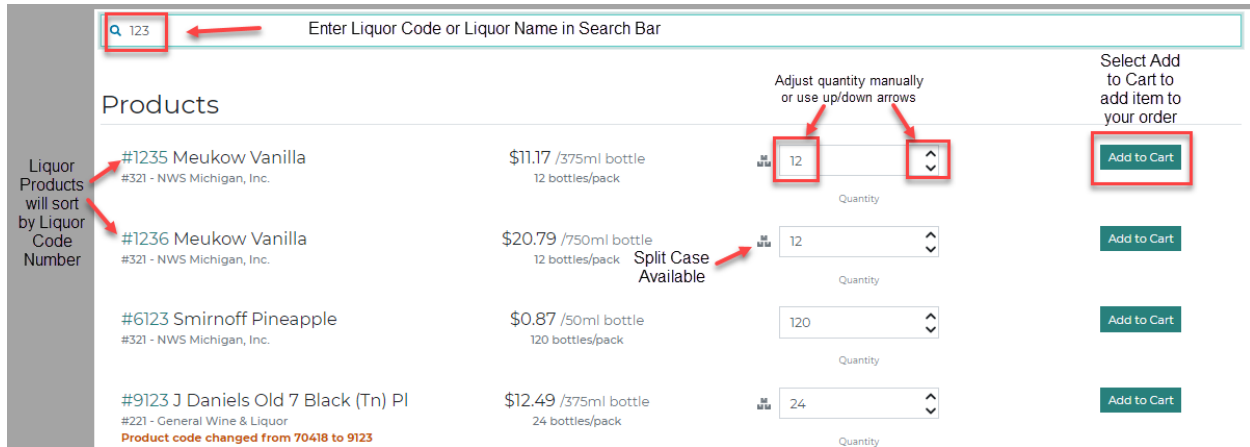 123
Enter Liquor Code or Liquor Name in Search Bar
Select Add
to Cart to
add item to
your order
Adjust quantity manually
or use up/down arrows
Products
Liquor
Products
will sort
by Liquor
Code
Number
#1235 Meukow Vanilla
#321 - NWS Michigan, Inc.
$11.17 /375ml bottle
12 bottles/pack
12
Quantity
Add to Cart
#1236 Meukow Vanilla
#321 - NWS Michigan, Inc.
$20.79 /750ml bottle
12 bottles/pack
Split Case
Available
12
Quantity
Add to Cart
#6123 Smirnoff Pineapple
#321 - NWS Michigan, Inc.
$0.87 /50ml bottle
120 bottles/pack
120
Quantity
Add to Cart
#9123 J Daniels Old 7 Black (Tn) Pl
#221 - General Wine & Liquor
Product code changed from 70418 to 9123
$12.49 /375ml bottle
24 bottles/pack
24
Quantity
Add to Cart